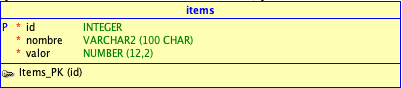 items
P * id INTEGER
* nombre VARCHAR2 (100 CHAR)
* valor NUMBER (12,2)
Items_PK (id)